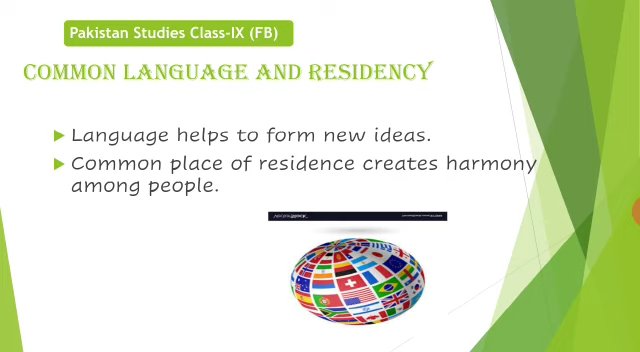 Pakistan Studies Class-IX (FB)
COMMON LANGUAGE AND RESIDENCY
Language helps to form new ideas.
Common place of residence creates harmony
among people.